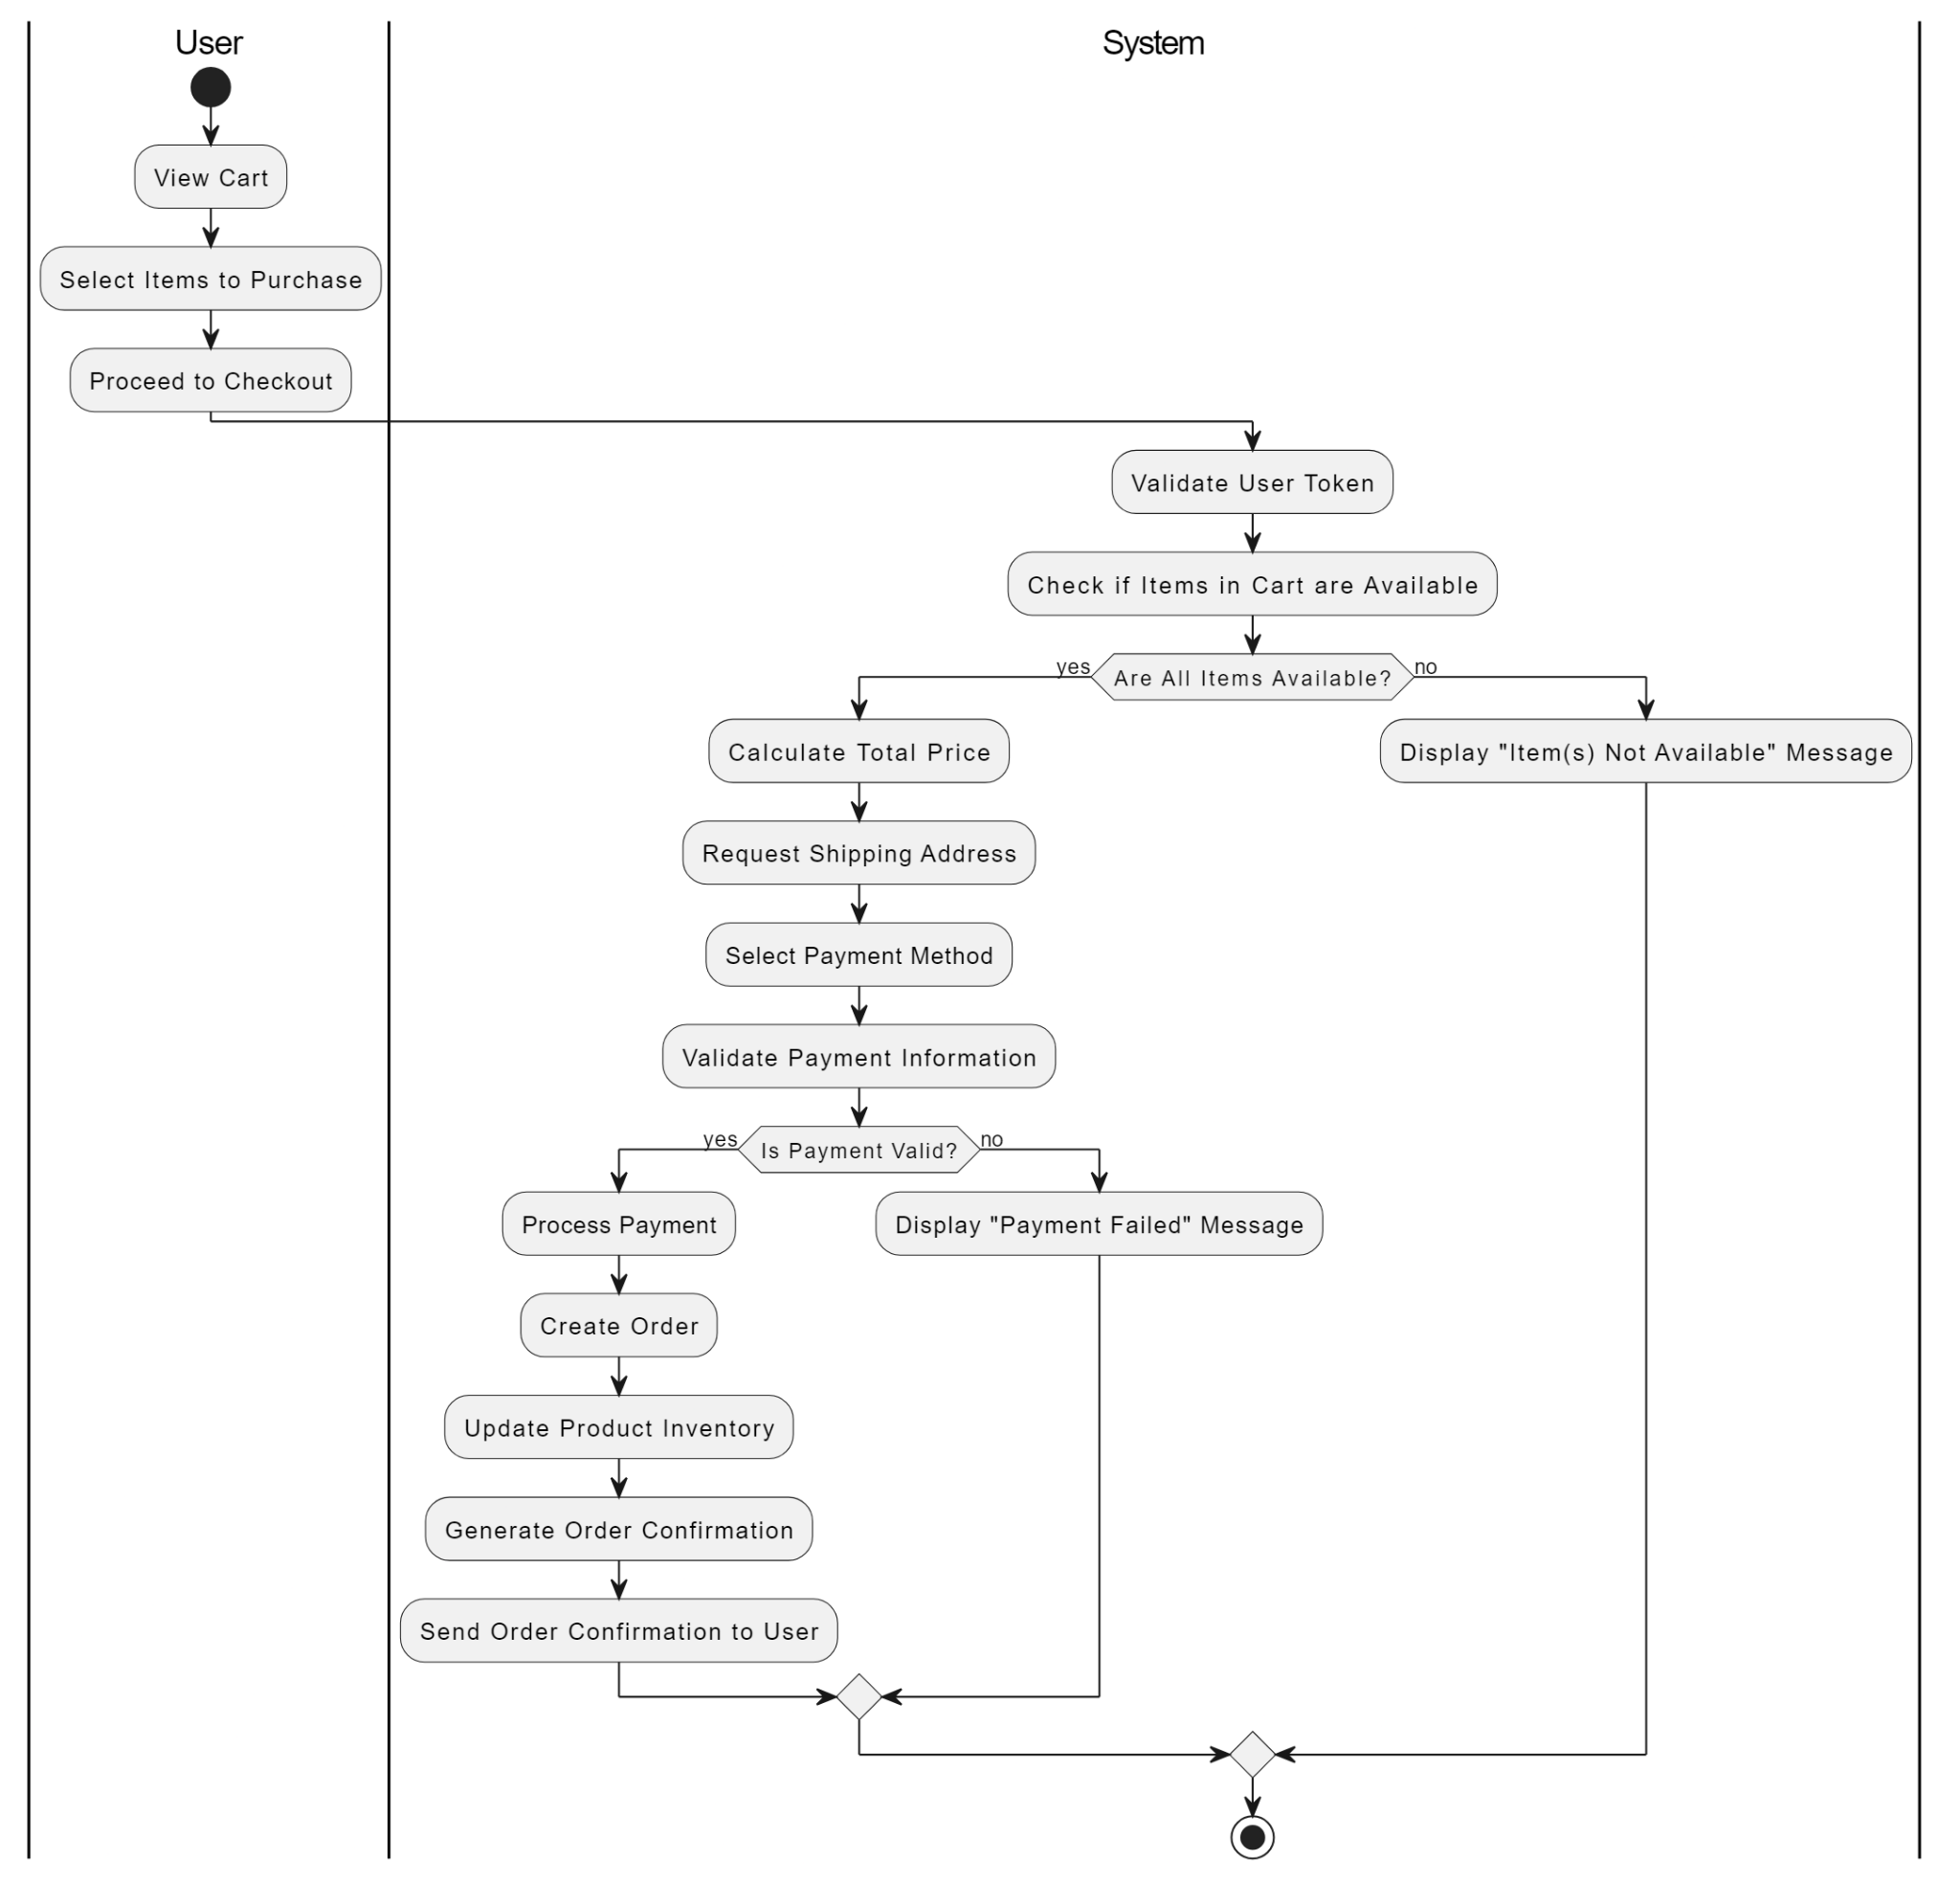 User
System
View Cart
Select Items to Purchase
Proceed to Checkout
Validate User Token
Check if Items in Cart are Available
yes
Are All Items Available?
no
Calculate Total Price
Display "Item(s) Not Available" Message
Request Shipping Address
Select Payment Method
Validate Payment Information
yes
Is Payment Valid?
no
Process Payment
Display "Payment Failed" Message
Create Order
Update Product Inventory
Generate Order Confirmation
Send Order Confirmation to User